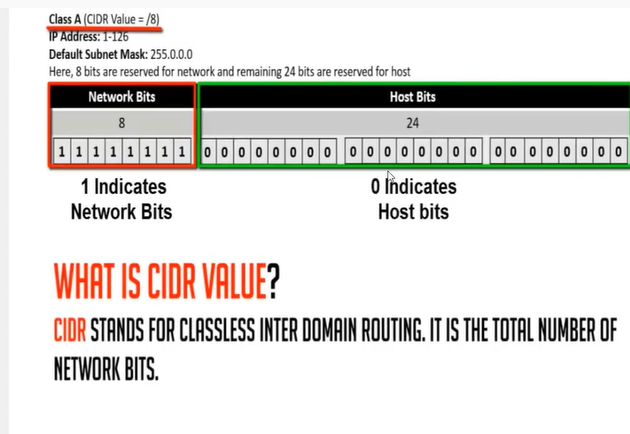 Class A (CIDR Value = /8)
IP Address: 1-126
Default Subnet Mask: 255.0.0.0
Here, 8 bits are reserved for network and remaining 24 bits are reserved for host
Network Bits Host Bits
8 24
1 1 1 1 1 1 1 1 0 0 0 0 0 0 0 0 0 0 0 0 0 0 0 0 0 0 0 0 0 0 0 0
1 Indicates 0 Indicates
Network Bits Host bits
WHAT IS CIDR VALUE?
CIDR STANDS FOR CLASSLESS INTER DOMAIN ROUTING. IT IS THE TOTAL NUMBER OF
NETWORK BITS.